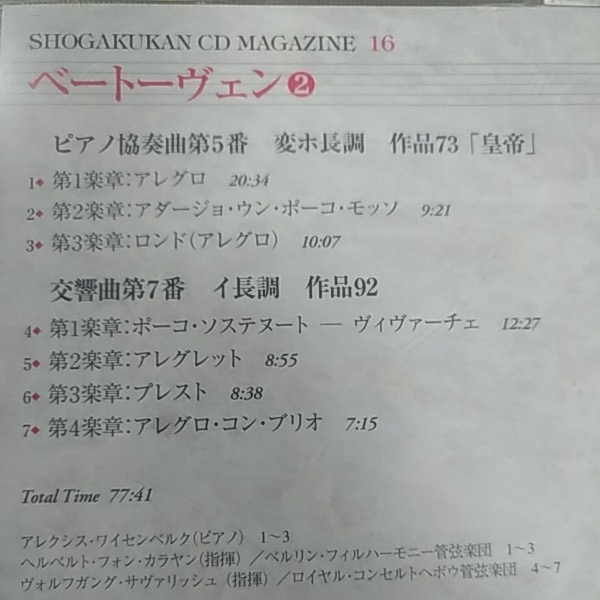 SHOGAKUKAN CD MAGAZINE 16
ベートーヴェン❷
ピアノ協奏曲第5番　変ホ長調　作品73「皇帝」
1◆ 第1楽章:アレグロ 20:34
2◆ 第2楽章:アダージョ・ウン・ポーコ・モッソ 9:21
3◆ 第3楽章:ロンド(アレグロ) 10:07
交響曲第7番　イ長調　作品92
4◆ 第1楽章:ポーコ・ソステヌート ― ヴィヴァーチェ 12:27
5◆ 第2楽章:アレグレット 8:55
6◆ 第3楽章:プレスト 8:38
7◆ 第4楽章:アレグロ・コン・ブリオ 7:15
Total Time 77:41
アレクシス・ワイセンベルク(ピアノ) 1~3
ヘルベルト・フォン・カラヤン(指揮)/ベルリン・フィルハーモニー管弦楽団 1~3
ヴォルフガング・サヴァリッシュ(指揮)/ロイヤル・コンセルトヘボウ管弦楽団 4~7